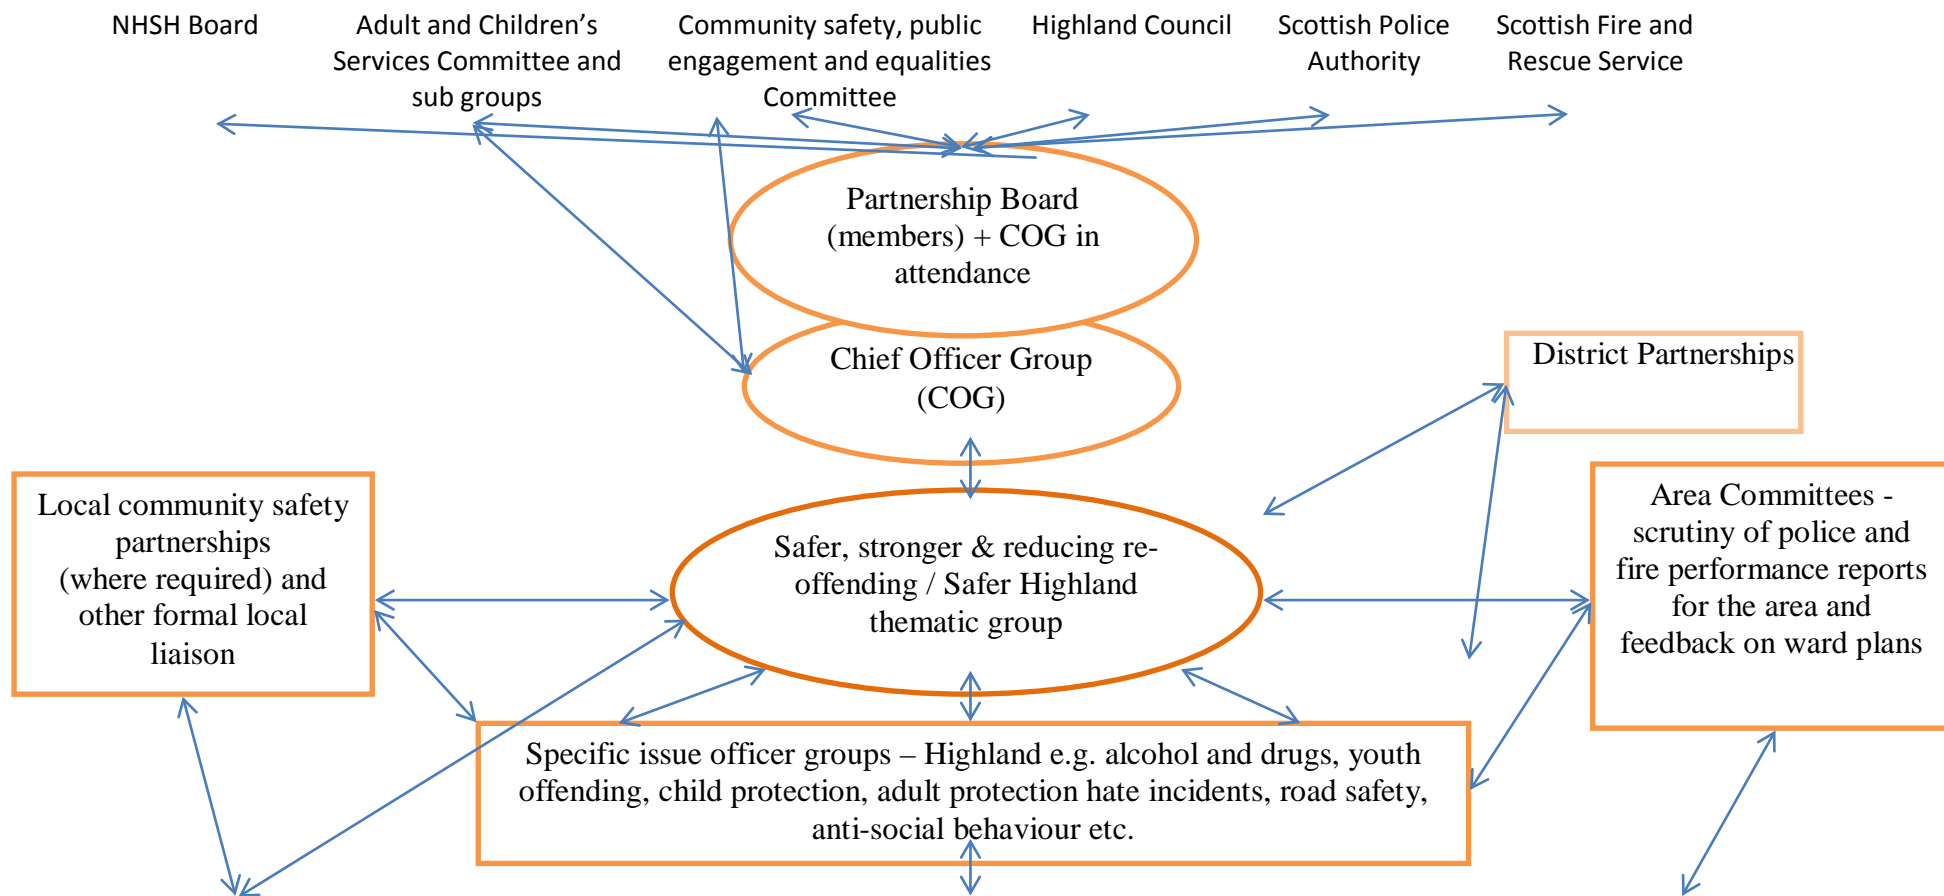 NHSH Board
Adult and Children’s
Services Committee and
sub groups
Community safety, public
engagement and equalities
Committee
Highland Council
Scottish Police
Authority
Scottish Fire and
Rescue Service
Partnership Board
(members) + COG in
attendance
Chief Officer Group
(COG)
District Partnerships
Local community safety
partnerships
(where required) and
other formal local
liaison
Safer, stronger & reducing re-
offending / Safer Highland
thematic group
Area Committees -
scrutiny of police and
fire performance reports
for the area and
feedback on ward plans
Specific issue officer groups – Highland e.g. alcohol and drugs, youth
offending, child protection, adult protection hate incidents, road safety,
anti-social behaviour etc.